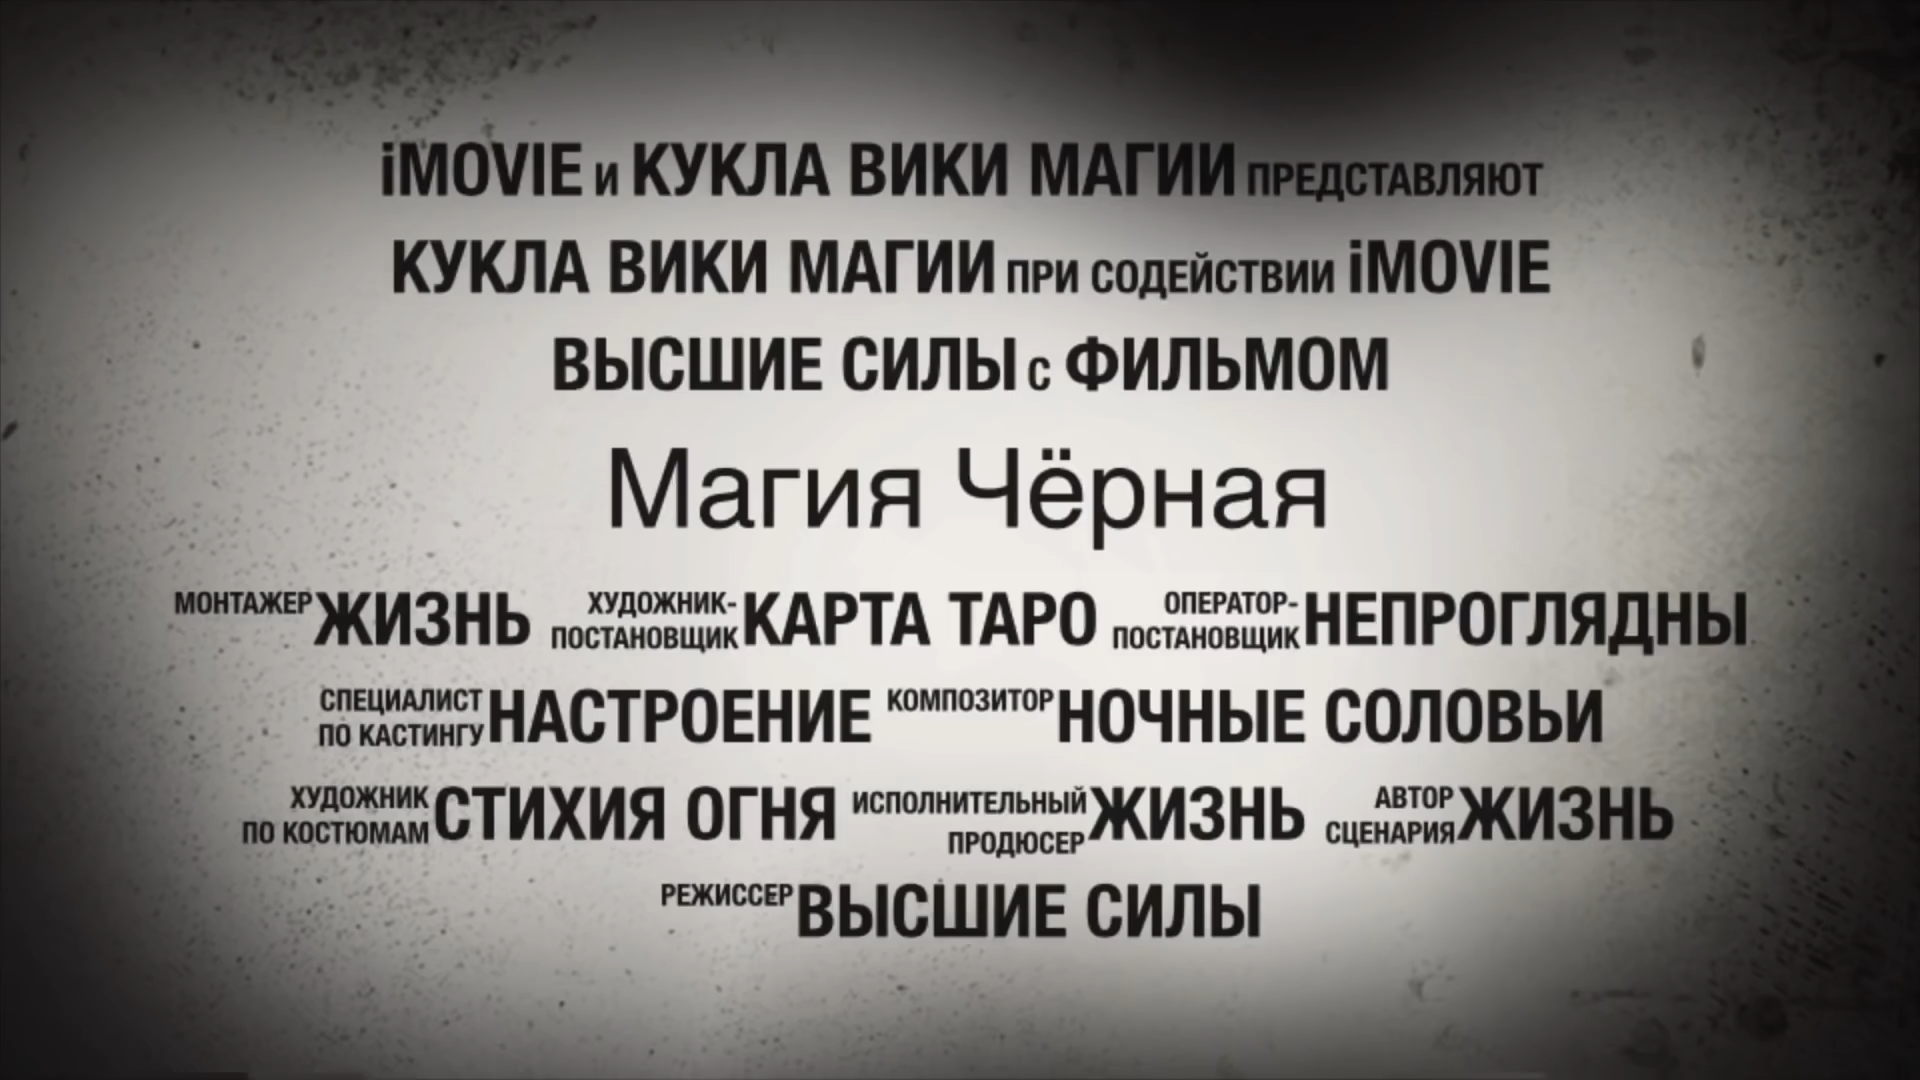 iMOVIE и КУКЛА ВИКИ МАГИИ ПРЕДСТАВЛЯЮТ
КУКЛА ВИКИ МАГИИ ПРИ СОДЕЙСТВИИ iMOVIE
ВЫСШИЕ СИЛЫ С ФИЛЬМОМ
Магия Чёрная
МОНТАЖЕР ЖИЗНЬ ХУДОЖНИК-ПОСТАНОВЩИК КАРТА ТАРО ОПЕРАТОР-ПОСТАНОВЩИК НЕПРОГЛЯДНЫ
СПЕЦИАЛИСТ ПО КАСТИНГУ НАСТРОЕНИЕ КОМПОЗИТОР НОЧНЫЕ СОЛОВЬИ
ХУДОЖНИК ПО КОСТЮМАМ СТИХИЯ ОГНЯ ИСПОЛНИТЕЛЬНЫЙ ПРОДЮСЕР ЖИЗНЬ АВТОР СЦЕНАРИЯ ЖИЗНЬ
РЕЖИССЕР ВЫСШИЕ СИЛЫ